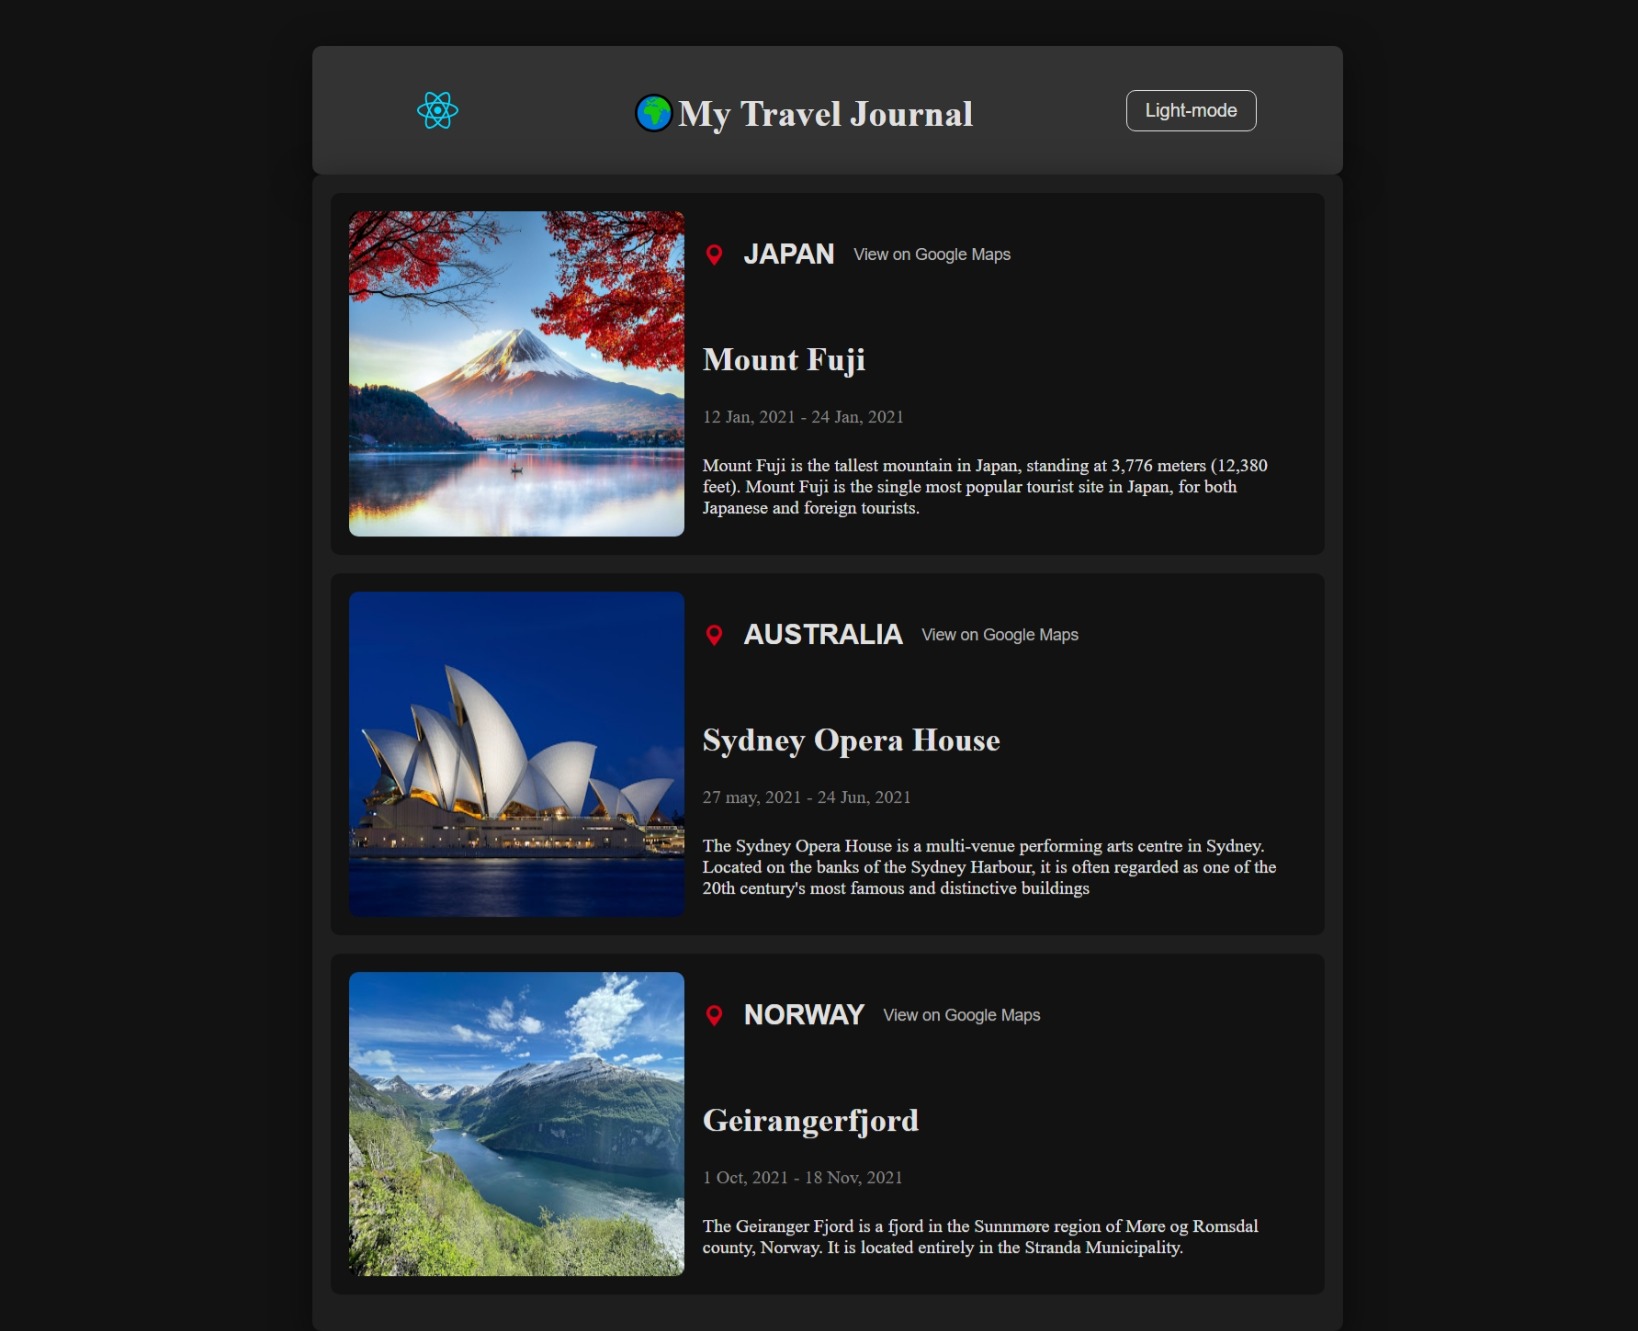 My Travel Journal
Light-mode
JAPAN View on Google Maps
Mount Fuji
12 Jan, 2021 - 24 Jan, 2021
Mount Fuji is the tallest mountain in Japan, standing at 3,776 meters (12,380
feet). Mount Fuji is the single most popular tourist site in Japan, for both
Japanese and foreign tourists.
AUSTRALIA View on Google Maps
Sydney Opera House
27 may, 2021 - 24 Jun, 2021
The Sydney Opera House is a multi-venue performing arts centre in Sydney.
Located on the banks of the Sydney Harbour, it is often regarded as one of the
20th century's most famous and distinctive buildings
NORWAY View on Google Maps
Geirangerfjord
1 Oct, 2021 - 18 Nov, 2021
The Geiranger Fjord is a fjord in the Sunnmøre region of Møre og Romsdal
county, Norway. It is located entirely in the Stranda Municipality.